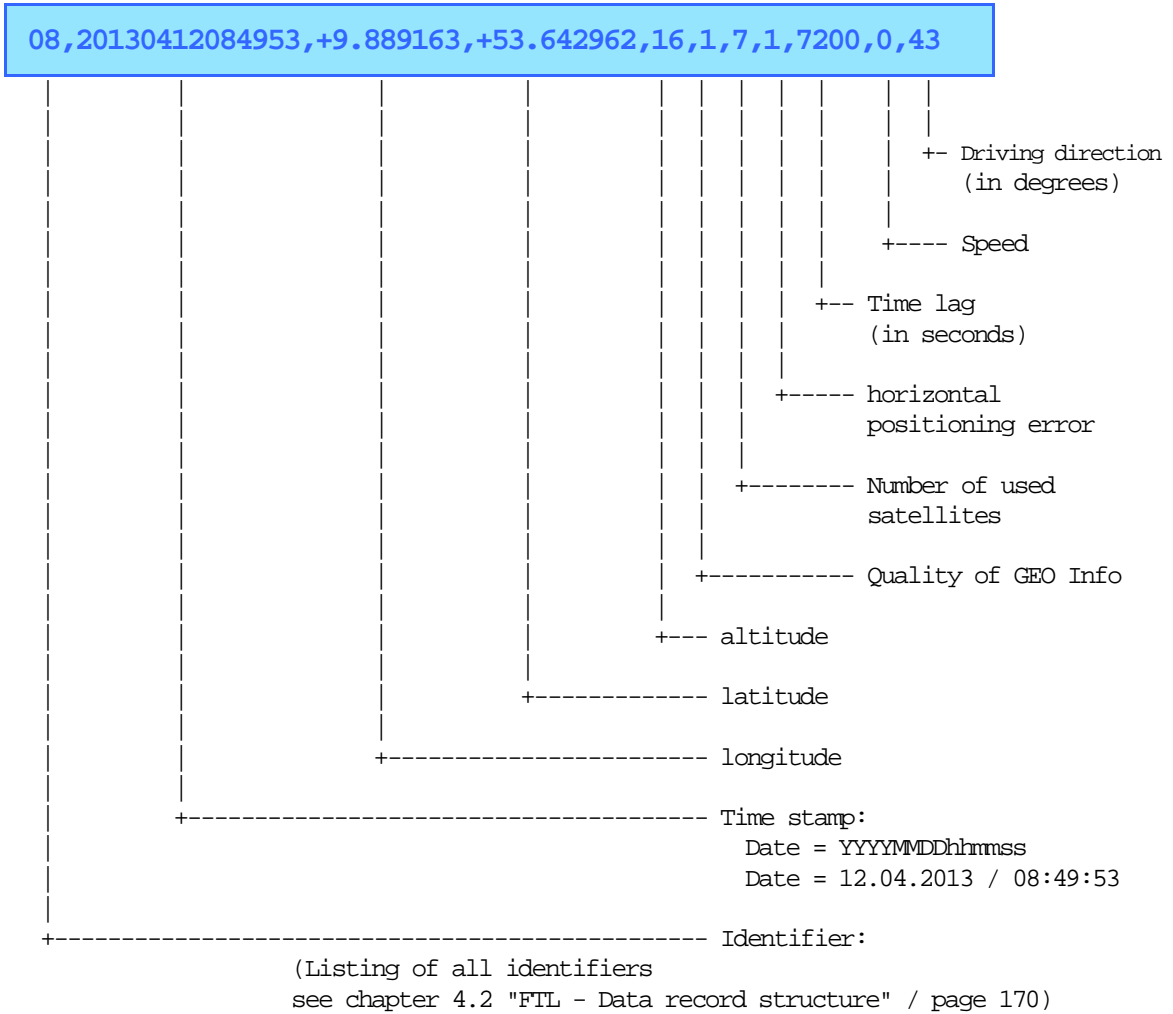 08,20130412084953,+9.889163,+53.642962,16,1,7,1,7200,0,43
+- Driving direction
(in degrees)
+---- Speed
+-- Time lag
(in seconds)
+----- horizontal
positioning error
+-------- Number of used
satellites
+----------- Quality of GEO Info
+--- altitude
+------------- latitude
+------------------------ longitude
+--------------------------------------- Time stamp:
Date = YYYYMMDDhhmmss
Date = 12.04.2013 / 08:49:53
+------------------------------------------------- Identifier:
(Listing of all identifiers
see chapter 4.2 "FTL - Data record structure" / page 170)